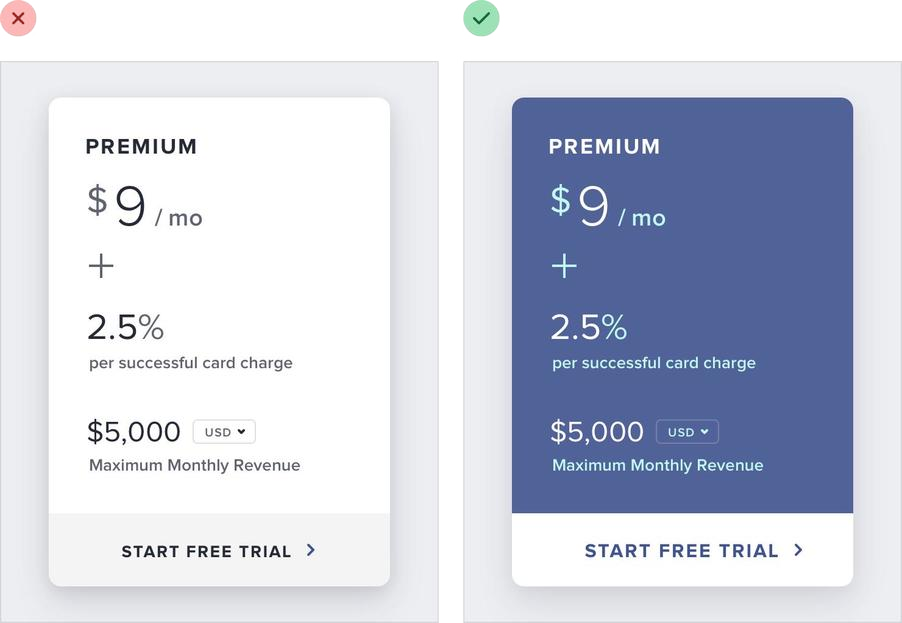 PREMIUM
$9 / mo
+
2.5%
per successful card charge
$5,000 USD
Maximum Monthly Revenue
START FREE TRIAL
PREMIUM
$9 / mo
+
2.5%
per successful card charge
$5,000 USD
Maximum Monthly Revenue
START FREE TRIAL